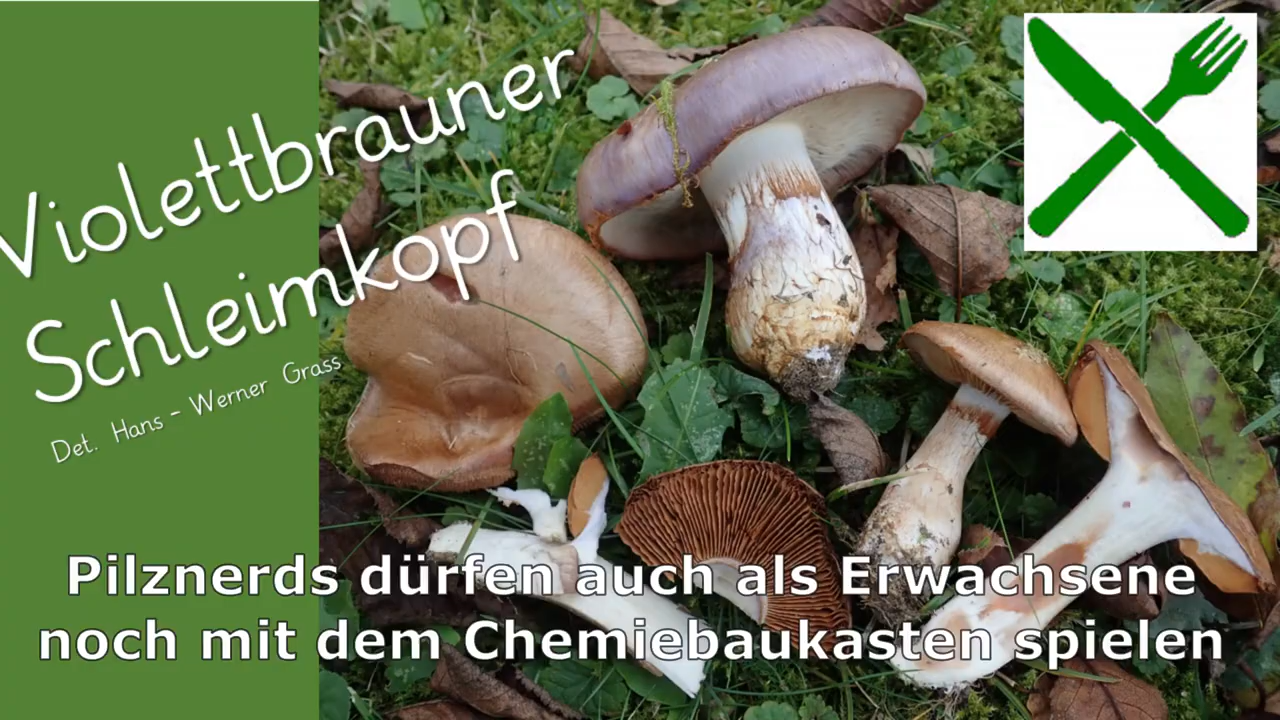 Violettbrauner
Schleimkopf
Det. Hans - Werner Grass
Pilznerds dürfen auch als Erwachsene
noch mit dem Chemiebaukasten spielen